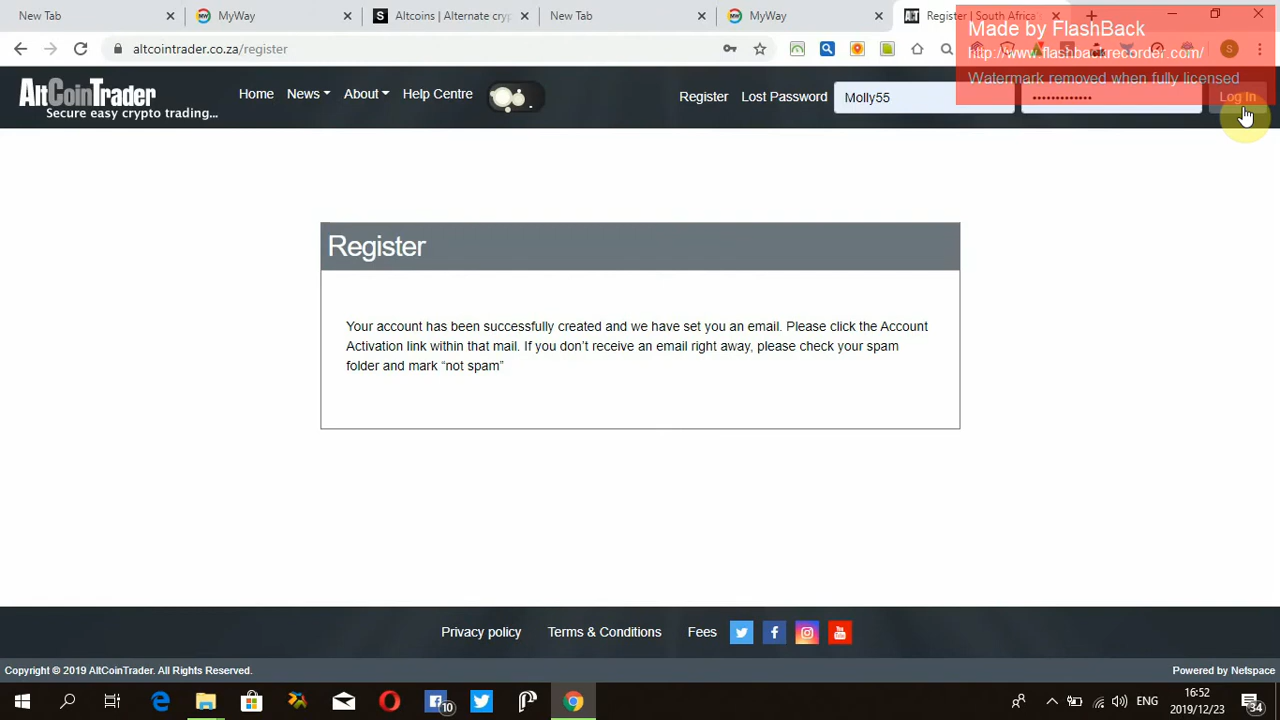 New Tab
MyWay
Altcoins | Alternate cry
New Tab
MyWay
Register | South Africa's
Made by FlashBack
http://www.flashbackrecorder.com/
Watermark removed when fully licensed
altcointrader.co.za/register
S
AltCoinTrader
Secure easy crypto trading...
Home
News
About
Help Centre
Register
Lost Password
Molly55
•••••••••••••
Log In
Register
Your account has been successfully created and we have set you an email. Please click the Account
Activation link within that mail. If you don't receive an email right away, please check your spam
folder and mark “not spam”
Privacy policy
Terms & Conditions
Fees
Copyright © 2019 AltCoinTrader. All Rights Reserved.
Powered by Netspace
10
ENG
16:52
2019/12/23
34